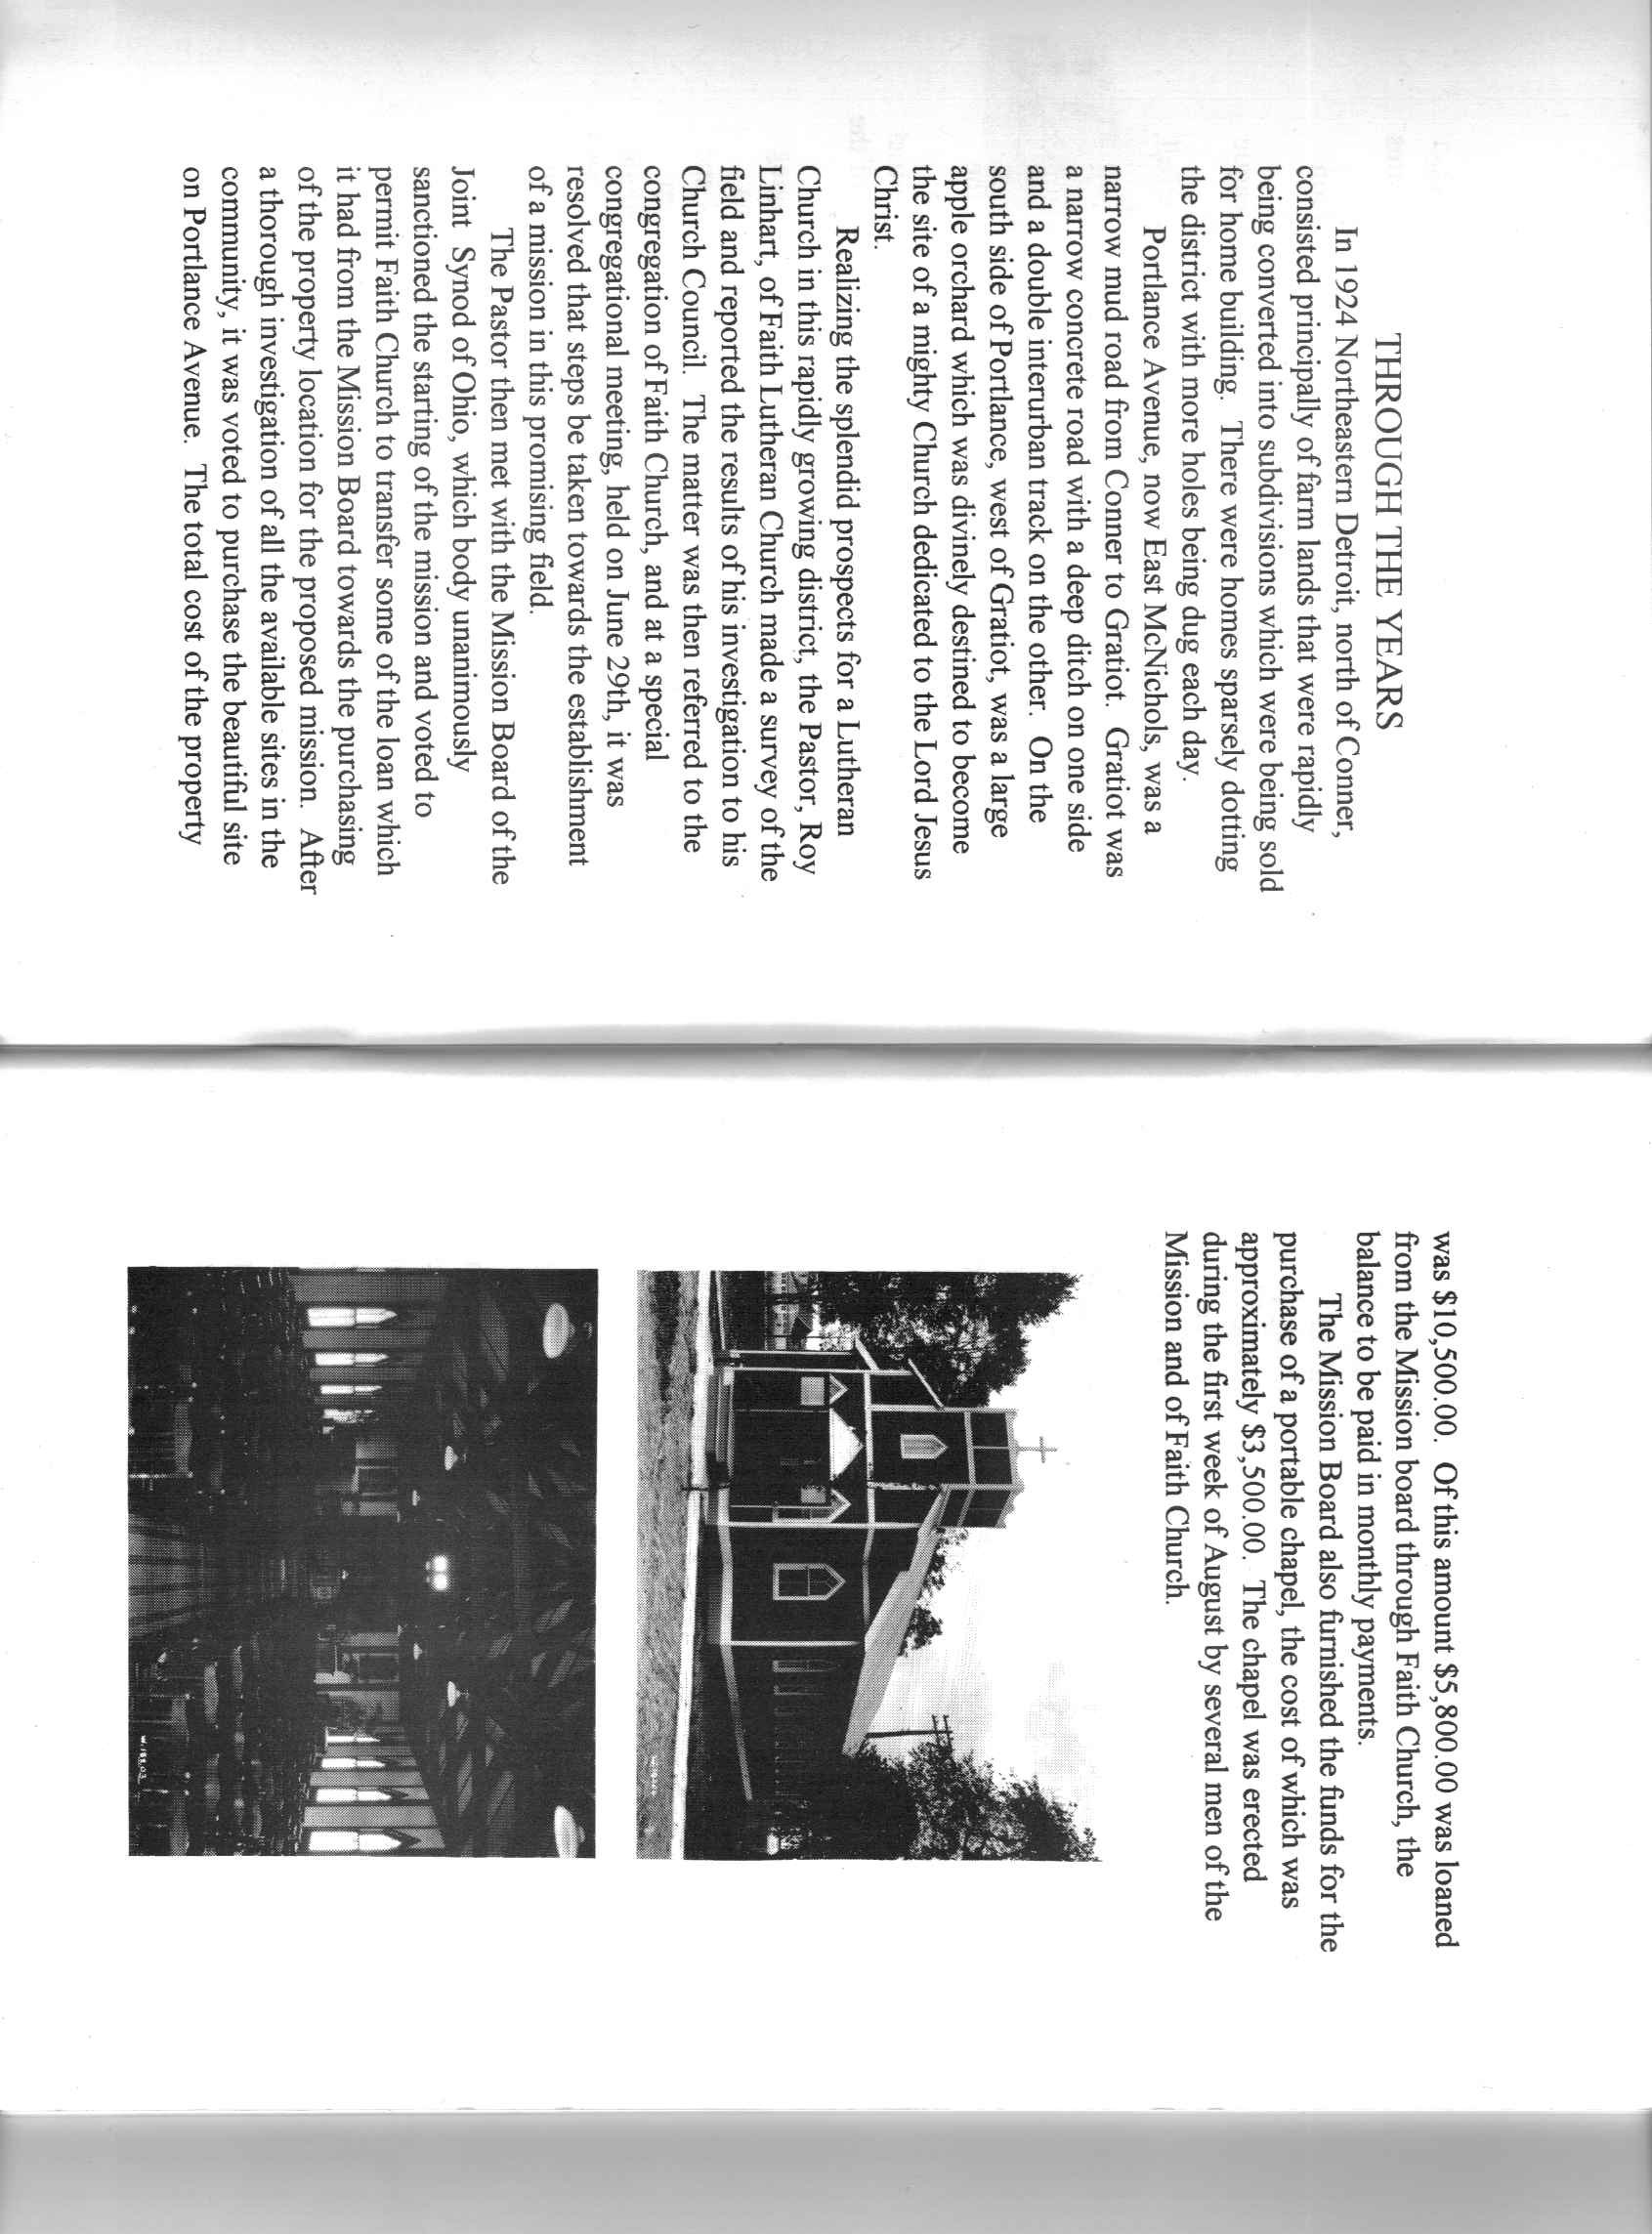 THROUGH THE YEARS
In 1924 Northeastern Detroit, north of Conner,
consisted principally of farm lands that were rapidly
being converted into subdivisions which were being sold
for home building.  There were homes sparsely dotting
the district with more holes being dug each day.
Portlance Avenue, now East McNichols, was a
narrow mud road from Conner to Gratiot.  Gratiot was
a narrow concrete road with a deep ditch on one side
and a double interurban track on the other.  On the
south side of Portlance, west of Gratiot, was a large
apple orchard which was divinely destined to become
the site of a mighty Church dedicated to the Lord Jesus
Christ.
Realizing the splendid prospects for a Lutheran
Church in this rapidly growing district, the Pastor, Roy
Linhart, of Faith Lutheran Church made a survey of the
field and reported the results of his investigation to his
Church Council.  The matter was then referred to the
congregation of Faith Church, and at a special
congregational meeting, held on June 29th, it was
resolved that steps be taken towards the establishment
of a mission in this promising field.
The Pastor then met with the Mission Board of the
Joint  Synod of Ohio, which body unanimously
sanctioned the starting of the mission and voted to
permit Faith Church to transfer some of the loan which
it had from the Mission Board towards the purchasing
of the property location for the proposed mission.  After
a thorough investigation of all the available sites in the
community, it was voted to purchase the beautiful site
on Portlance Avenue.  The total cost of the property
was $10,500.00.  Of this amount $5,800.00 was loaned
from the Mission board through Faith Church, the
balance to be paid in monthly payments.
The Mission Board also furnished the funds for the
purchase of a portable chapel, the cost of which was
approximately $3,500.00.  The chapel was erected
during the first week of August by several men of the
Mission and of Faith Church.